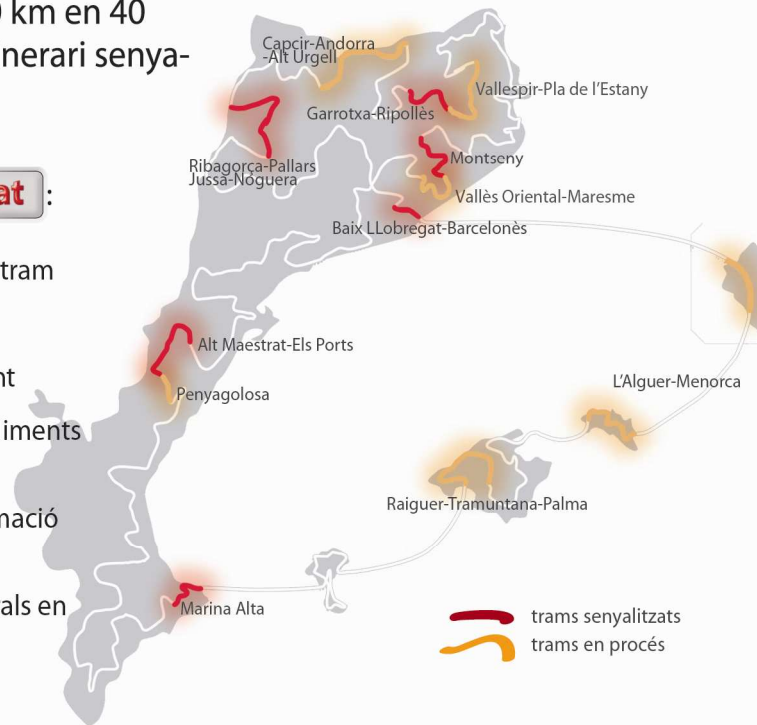 km en 40
nerari senya-
at :
tram
nt
iments
mació
als en
Capcir-Andorra
-Alt Urgell
Vallespir-Pla de l'Estany
Garrotxa-Ripollès
Montseny
Ribagorça-Pallars
Jussà-Noguera
Vallès Oriental-Maresme
Baix LLobregat-Barcelonès
Alt Maestrat-Els Ports
Penyagolosa
L'Alguer-Menorca
Raiguer-Tramuntana-Palma
Marina Alta
trams senyalitzats
trams en procés